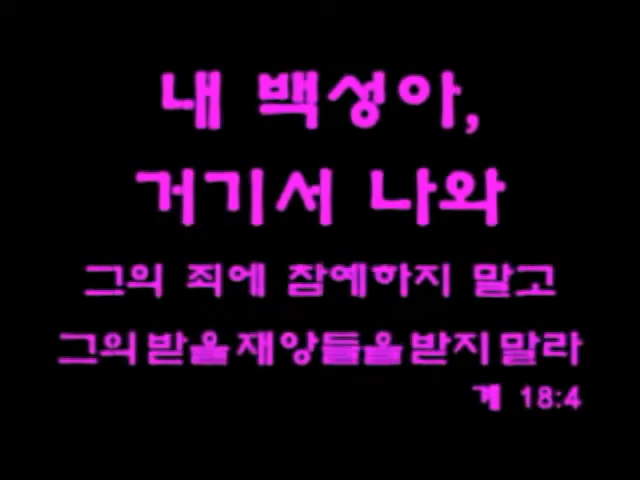 내 백성아,
거기서 나와
그의 죄에 참예하지 말고
그의 받을 재앙들을 받지 말라
계 18:4